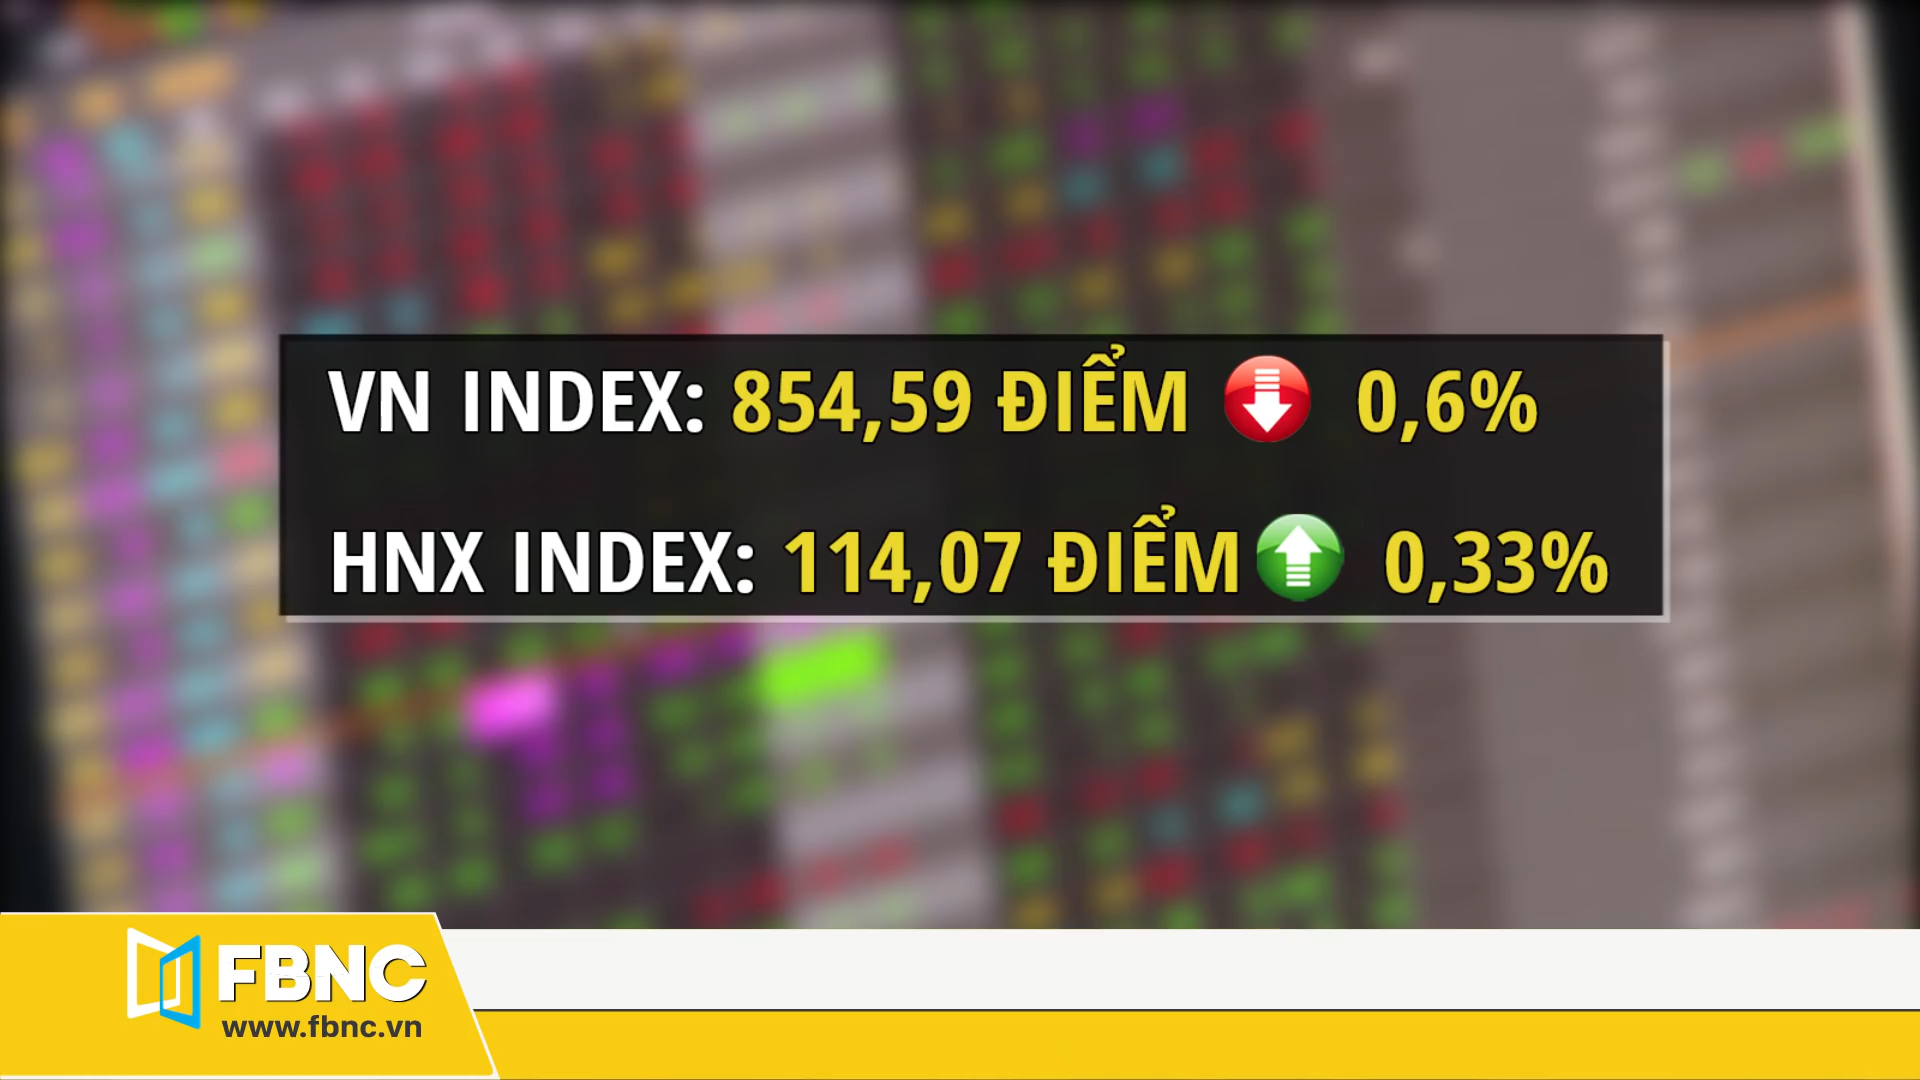 VN INDEX: 854,59 ĐIỂM 0,6%
HNX INDEX: 114,07 ĐIỂM 0,33%
FBNC
www.fbnc.vn